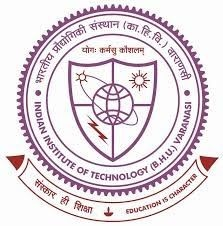 भारतीय प्रौद्योगिकी संस्थान (का.हि.वि.) वाराणसी
योगः कर्मसु कौशलम्
INDIAN INSTITUTE OF TECHNOLOGY (B.H.U.) VARANASI
संस्कार ही शिक्षा
EDUCATION IS CHARACTER